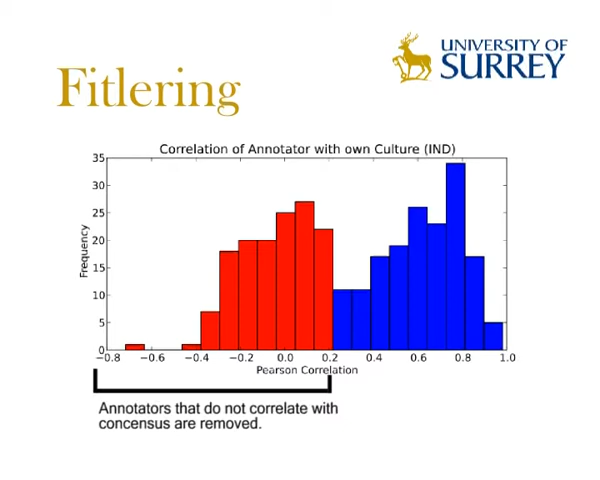 UNIVERSITY OF
SURREY
Fitlering
Correlation of Annotator with own Culture (IND)
35
30
25
20
15
10
5
0
Frequency
−0.8 −0.6 −0.4 −0.2 0.0 0.2 0.4 0.6 0.8 1.0
Pearson Correlation
Annotators that do not correlate with
concensus are removed.